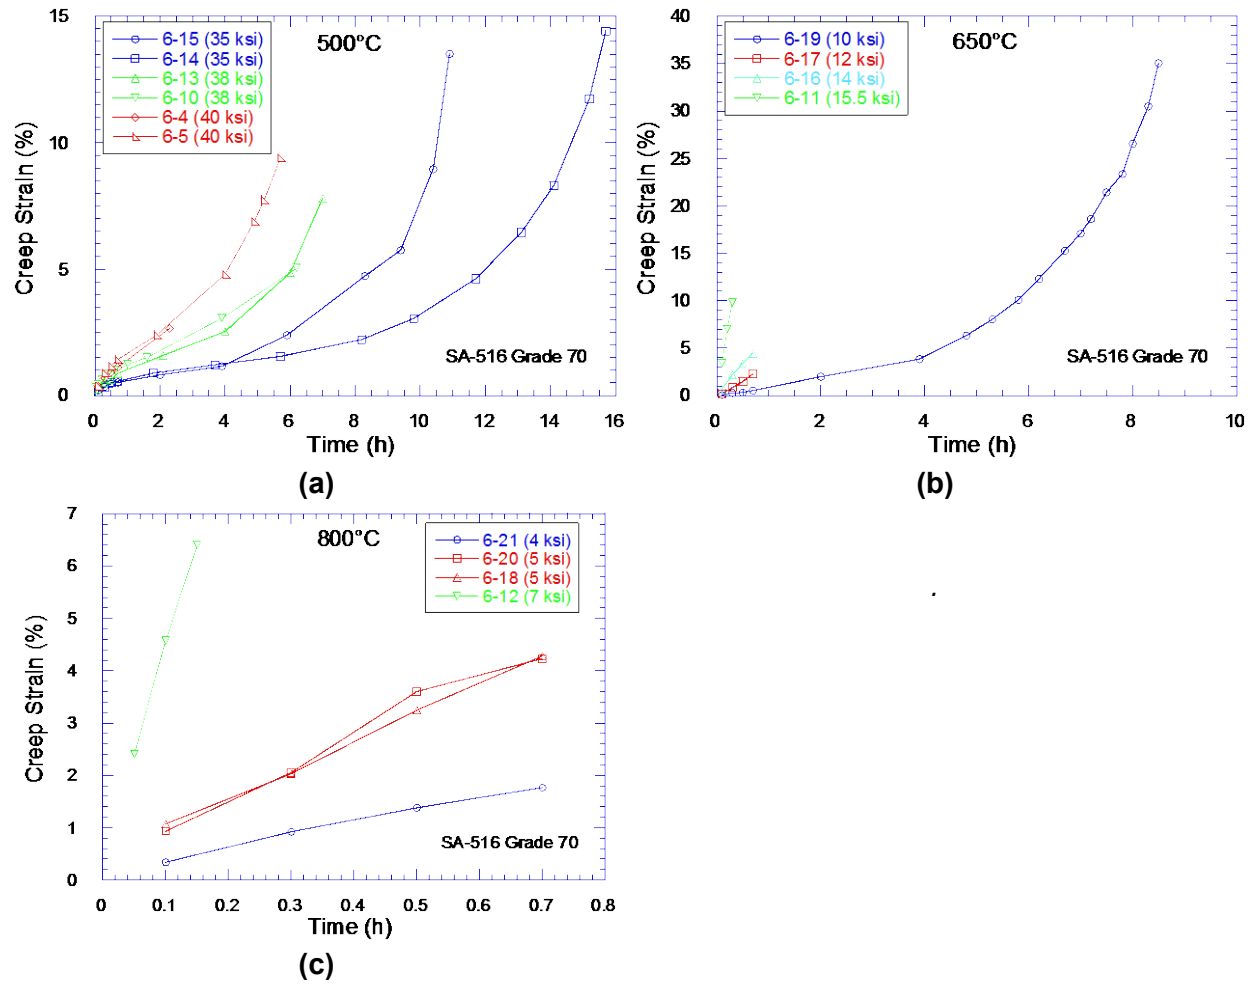 15
10
5
0
Creep Strain (%)
6-15 (35 ksi)
6-14 (35 ksi)
6-13 (38 ksi)
6-10 (38 ksi)
6-4 (40 ksi)
6-5 (40 ksi)
500°C
SA-516 Grade 70
0 2 4 6 8 10 12 14 16
Time (h)
(a)
40
35
30
25
20
15
10
5
0
Creep Strain (%)
6-19 (10 ksi)
6-17 (12 ksi)
6-16 (14 ksi)
6-11 (15.5 ksi)
650°C
SA-516 Grade 70
0 2 4 6 8 10
Time (h)
(b)
7
6
5
4
3
2
1
0
Creep Strain (%)
800°C
6-21 (4 ksi)
6-20 (5 ksi)
6-18 (5 ksi)
6-12 (7 ksi)
SA-516 Grade 70
0 0.1 0.2 0.3 0.4 0.5 0.6 0.7 0.8
Time (h)
(c)